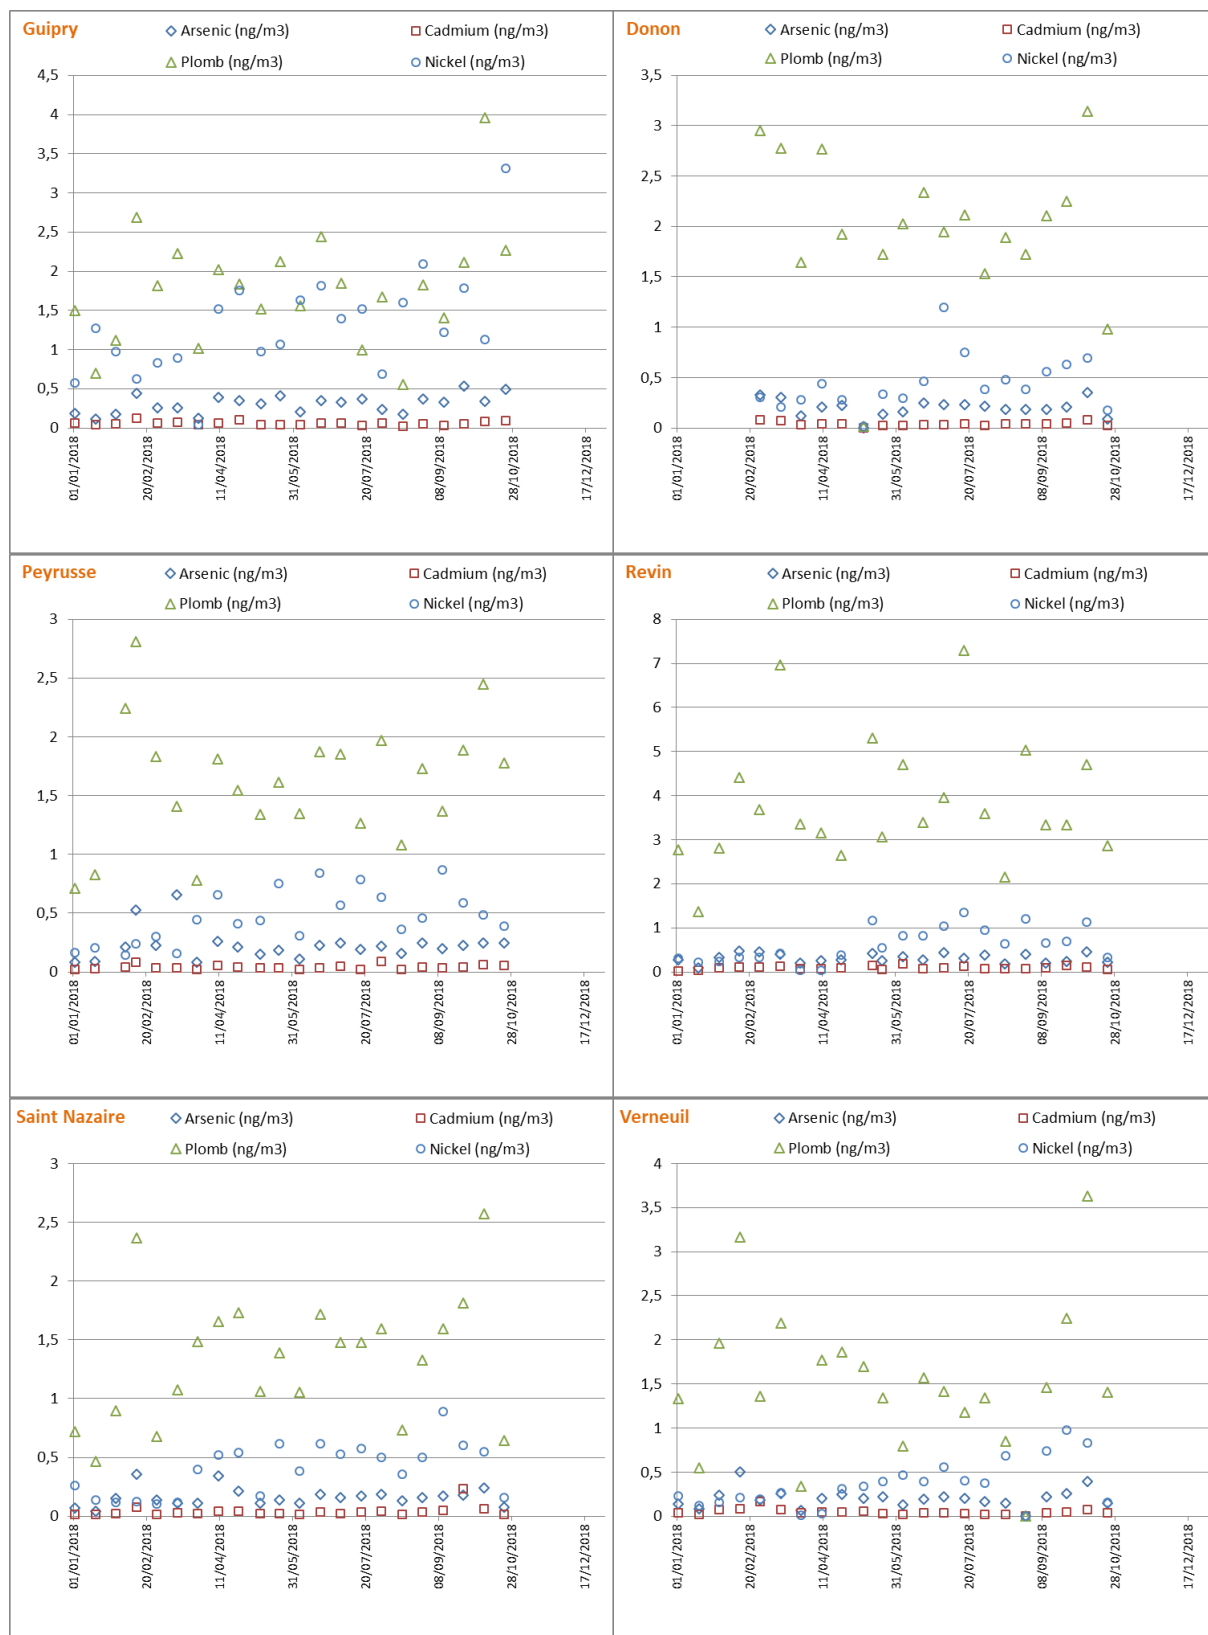 Guipry
Arsenic (ng/m3) Cadmium (ng/m3)
Plomb (ng/m3) Nickel (ng/m3)
4,5
4
3,5
3
2,5
2
1,5
1
0,5
0
01/01/2018 20/02/2018 11/04/2018 31/05/2018 20/07/2018 08/09/2018 28/10/2018 17/12/2018
Donon
Arsenic (ng/m3) Cadmium (ng/m3)
Plomb (ng/m3) Nickel (ng/m3)
3,5
3
2,5
2
1,5
1
0,5
0
01/01/2018 20/02/2018 11/04/2018 31/05/2018 20/07/2018 08/09/2018 28/10/2018 17/12/2018
Peyrusse
Arsenic (ng/m3) Cadmium (ng/m3)
Plomb (ng/m3) Nickel (ng/m3)
3
2,5
2
1,5
1
0,5
0
01/01/2018 20/02/2018 11/04/2018 31/05/2018 20/07/2018 08/09/2018 28/10/2018 17/12/2018
Revin
Arsenic (ng/m3) Cadmium (ng/m3)
Plomb (ng/m3) Nickel (ng/m3)
8
7
6
5
4
3
2
1
0
01/01/2018 20/02/2018 11/04/2018 31/05/2018 20/07/2018 08/09/2018 28/10/2018 17/12/2018
Saint Nazaire
Arsenic (ng/m3) Cadmium (ng/m3)
Plomb (ng/m3) Nickel (ng/m3)
3
2,5
2
1,5
1
0,5
0
01/01/2018 20/02/2018 11/04/2018 31/05/2018 20/07/2018 08/09/2018 28/10/2018 17/12/2018
Verneuil
Arsenic (ng/m3) Cadmium (ng/m3)
Plomb (ng/m3) Nickel (ng/m3)
4
3,5
3
2,5
2
1,5
1
0,5
0
01/01/2018 20/02/2018 11/04/2018 31/05/2018 20/07/2018 08/09/2018 28/10/2018 17/12/2018